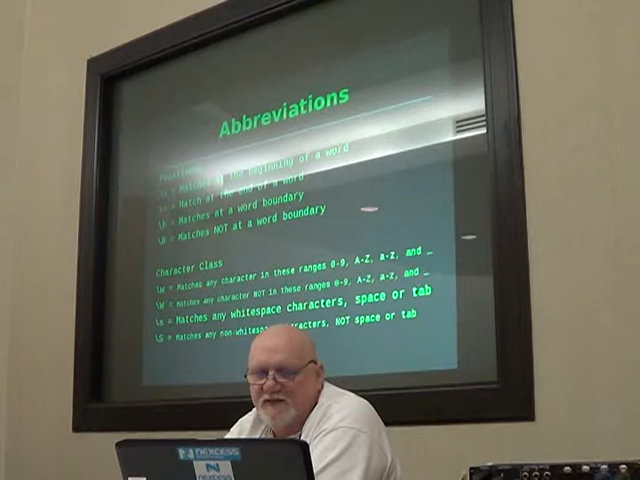 Abbreviations
= Matches at the beginning of a word
= Match at the end of a word
\b = Matches at a word boundary
\B = Matches NOT at a word boundary
Character Class
\w = Matches any character in these ranges 0-9, A-Z, a-z, and _
\W = Matches any character NOT in these ranges 0-9, A-Z, a-z, and _
\s = Matches any whitespace characters, space or tab
\S = Matches any non-whitespace NOT space or tab
NEXCESS
NEXCESS